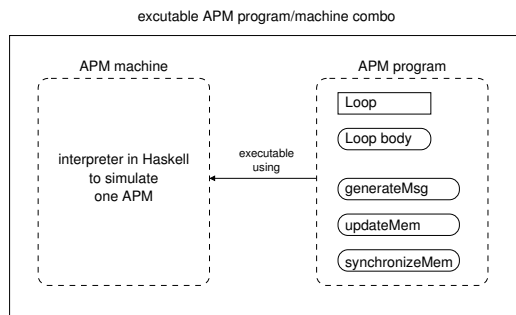 excutable APM program/machine combo
APM machine
APM program
Loop
Loop body
interpreter in Haskell
to simulate
one APM
executable
using
generateMsg
updateMem
synchronizeMem